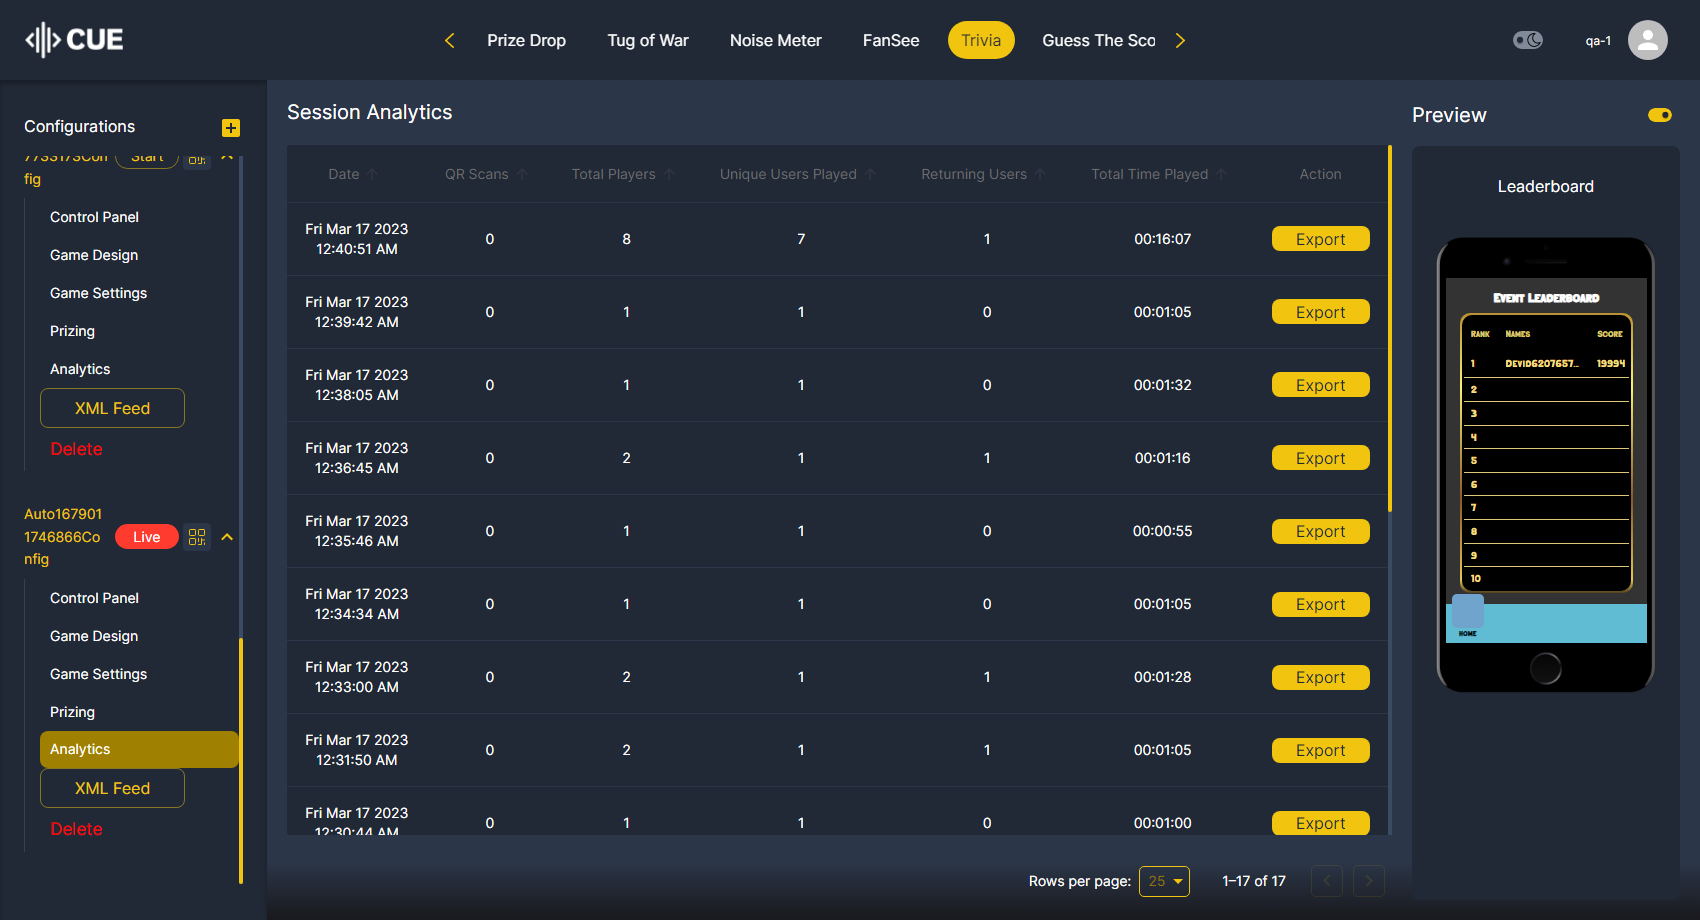 CUE
Prize Drop
Tug of War
Noise Meter
FanSee
Trivia
Guess The Sco
qa-1
Configurations
7733173Con
fig
Start
Control Panel
Game Design
Game Settings
Prizing
Analytics
XML Feed
Delete
Auto167901
1746866Co
nfig
Live
Control Panel
Game Design
Game Settings
Prizing
Analytics
XML Feed
Delete
Session Analytics
Date QR Scans Total Players Unique Users Played Returning Users Total Time Played Action
Fri Mar 17 2023
12:40:51 AM
0 8 7 1 00:16:07 Export
Fri Mar 17 2023
12:39:42 AM
0 1 1 0 00:01:05 Export
Fri Mar 17 2023
12:38:05 AM
0 1 1 0 00:01:32 Export
Fri Mar 17 2023
12:36:45 AM
0 2 1 1 00:01:16 Export
Fri Mar 17 2023
12:35:46 AM
0 1 1 0 00:00:55 Export
Fri Mar 17 2023
12:34:34 AM
0 1 1 0 00:01:05 Export
Fri Mar 17 2023
12:33:00 AM
0 2 1 1 00:01:28 Export
Fri Mar 17 2023
12:31:50 AM
0 2 1 1 00:01:05 Export
Fri Mar 17 2023
12:30:44 AM
0 1 1 0 00:01:00 Export
Rows per page: 25 1–17 of 17
Preview
Leaderboard
Event Leaderboard
Rank Names Score
1 Devid6207657... 19994
2
3
4
5
6
7
8
9
10
HOME